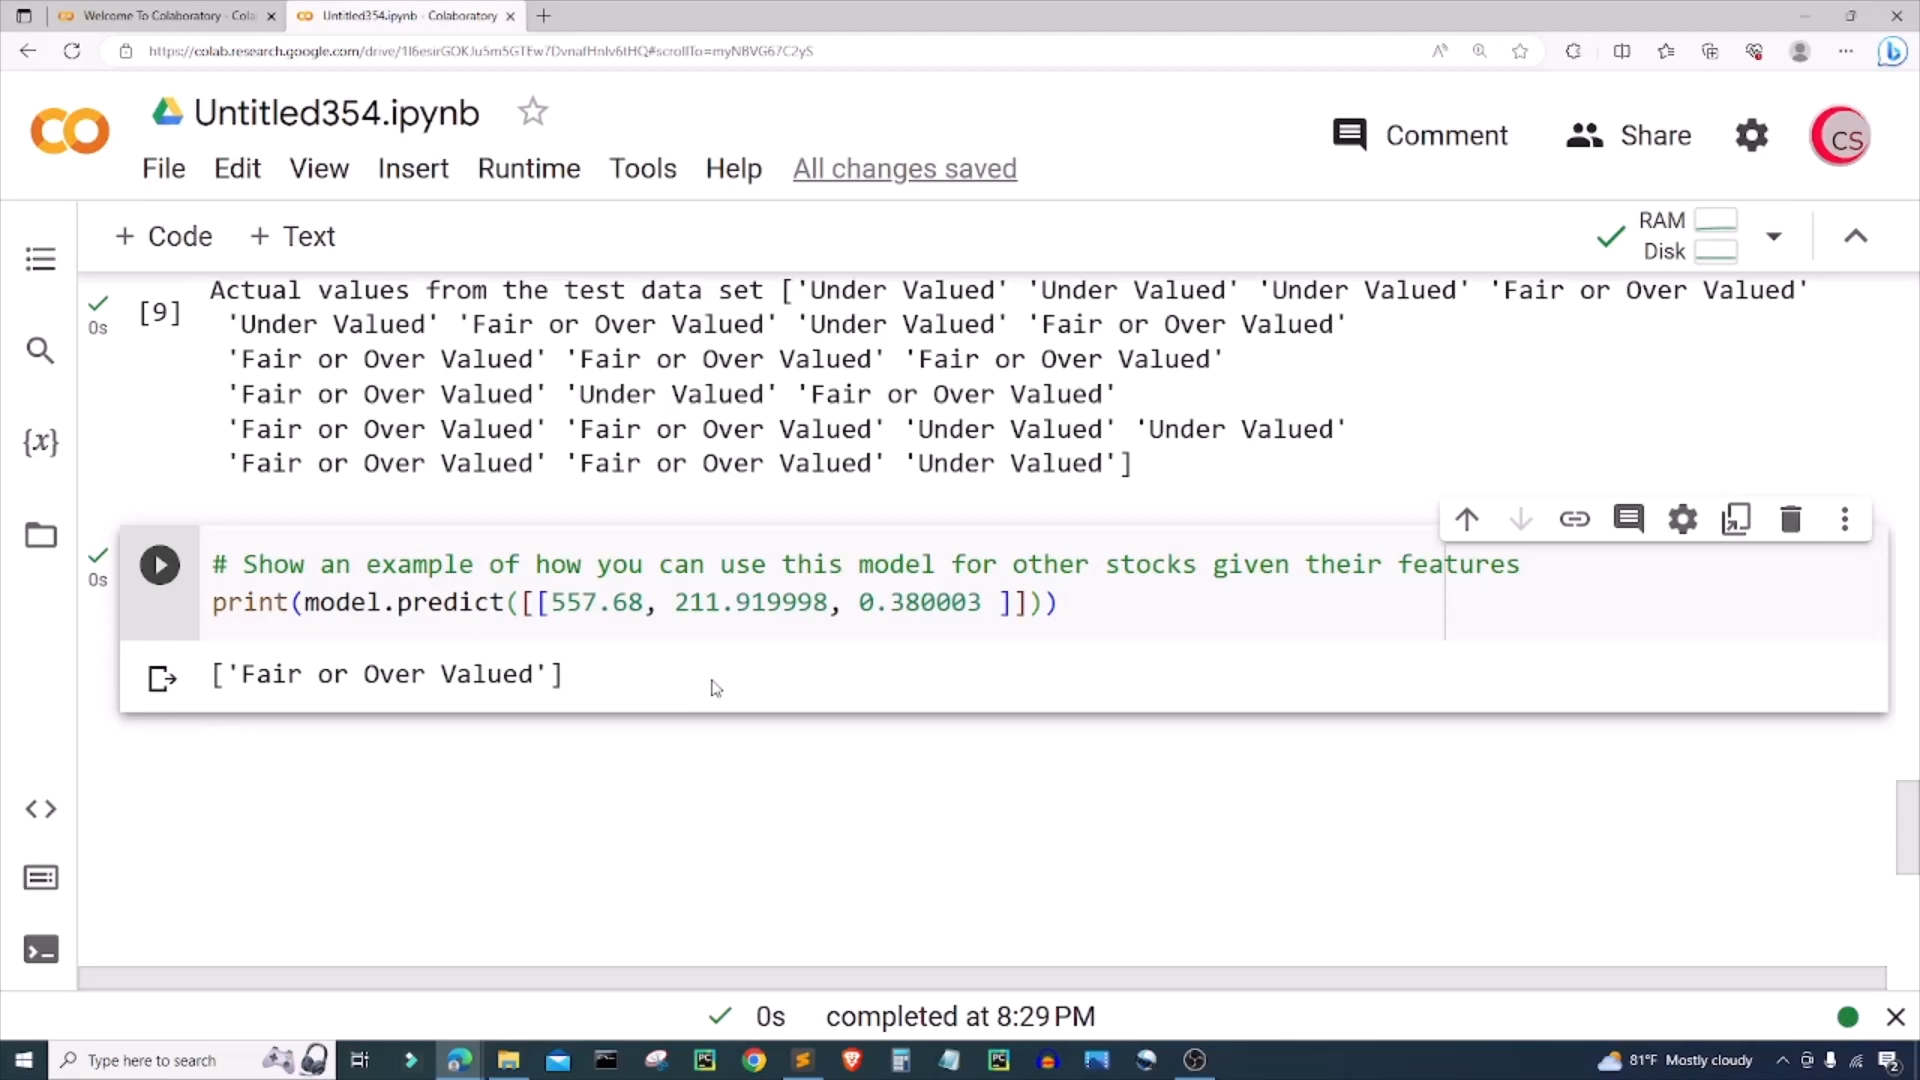 Welcome To Colaboratory - Cola
Untitled354.ipynb - Colaboratory
Untitled354.ipynb
Comment
Share
CS
File Edit View Insert Runtime Tools Help All changes saved
+ Code + Text
RAM
Disk
[9]
0s
Actual values from the test data set ['Under Valued' 'Under Valued' 'Under Valued' 'Fair or Over Valued'
'Under Valued' 'Fair or Over Valued' 'Under Valued' 'Fair or Over Valued'
'Fair or Over Valued' 'Fair or Over Valued' 'Fair or Over Valued'
'Fair or Over Valued' 'Under Valued' 'Fair or Over Valued'
'Fair or Over Valued' 'Fair or Over Valued' 'Under Valued' 'Under Valued'
'Fair or Over Valued' 'Fair or Over Valued' 'Under Valued']
{x}
0s
# Show an example of how you can use this model for other stocks given their features
print(model.predict([[557.68, 211.919998, 0.380003 ]]))
['Fair or Over Valued']
0s completed at 8:29 PM
Type here to search
81°F Mostly cloudy
2